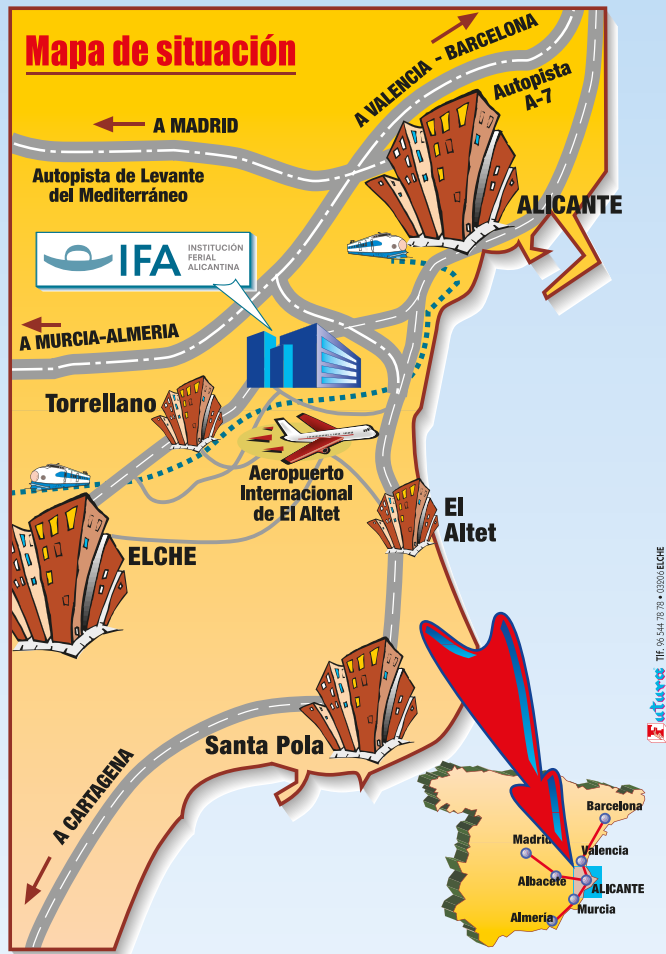 Mapa de situación
A VALENCIA - BARCELONA
Autopista
A-7
A MADRID
Autopista de Levante
del Mediterráneo
ALICANTE
IFA
INSTITUCIÓN
FERIAL
ALICANTINA
A MURCIA-ALMERIA
Torrellano
Aeropuerto
Internacional
de El Altet
El
Altet
ELCHE
Santa Pola
A CARTAGENA
Futura Tlf. 96 544 78 78 • 03206 ELCHE
Barcelona
Madrid
Valencia
Albacete
ALICANTE
Murcia
Almería